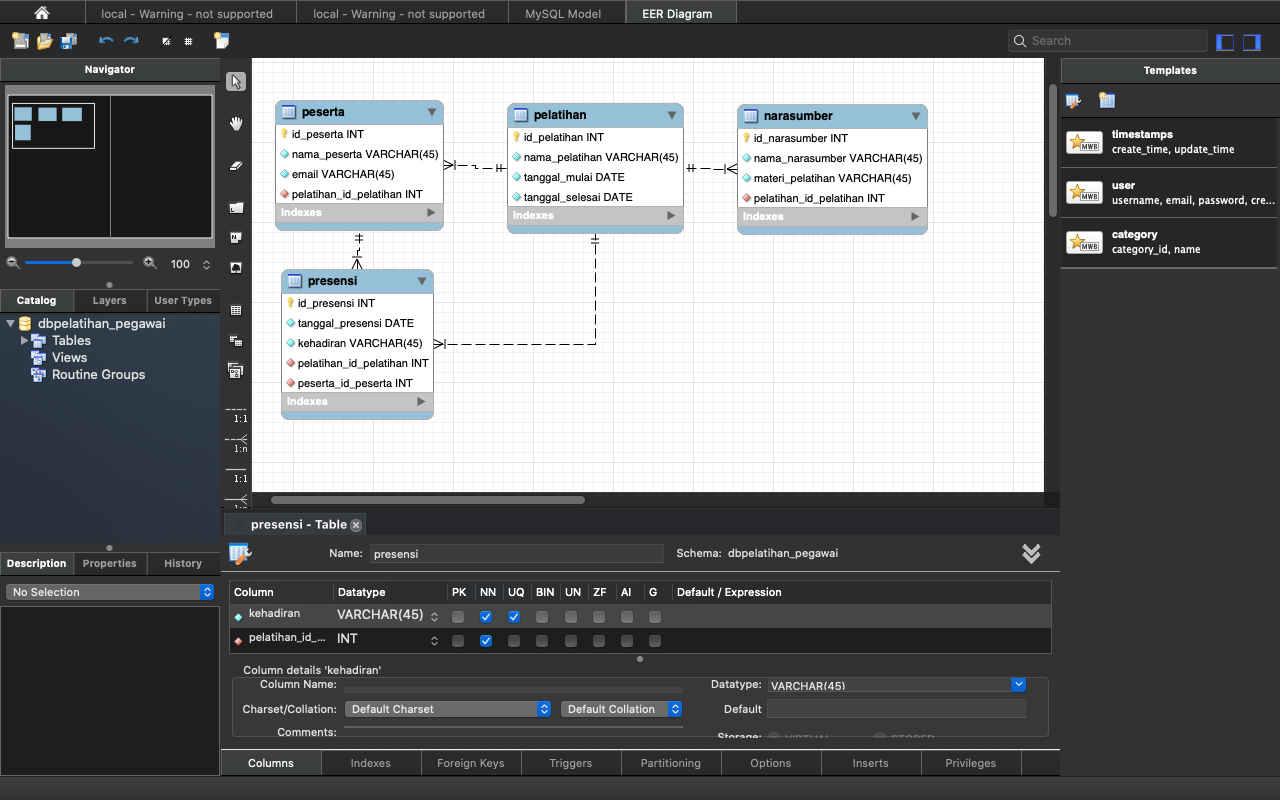 local - Warning - not supported
local - Warning - not supported
MySQL Model
EER Diagram
Search
Navigator
100
Catalog
Layers
User Types
dbpelatihan_pegawai
Tables
Views
Routine Groups
Description
Properties
History
No Selection
1:1
1:n
1:1
peserta
id_peserta INT
nama_peserta VARCHAR(45)
email VARCHAR(45)
pelatihan_id_pelatihan INT
Indexes
pelatihan
id_pelatihan INT
nama_pelatihan VARCHAR(45)
tanggal_mulai DATE
tanggal_selesai DATE
Indexes
narasumber
id_narasumber INT
nama_narasumber VARCHAR(45)
materi_pelatihan VARCHAR(45)
pelatihan_id_pelatihan INT
Indexes
presensi
id_presensi INT
tanggal_presensi DATE
kehadiran VARCHAR(45)
pelatihan_id_pelatihan INT
peserta_id_peserta INT
Indexes
Templates
timestamps
create_time, update_time
user
username, email, password, cre...
category
category_id, name
MWB
MWB
MWB
presensi - Table
Name: presensi
Schema: dbpelatihan_pegawai
Column Datatype PK NN UQ BIN UN ZF AI G Default / Expression
kehadiran VARCHAR(45)
pelatihan_id_... INT
Column details 'kehadiran'
Column Name:
Datatype: VARCHAR(45)
Charset/Collation: Default Charset Default Collation
Default
Comments:
Storage: VIRTUAL STORED
Columns
Indexes
Foreign Keys
Triggers
Partitioning
Options
Inserts
Privileges